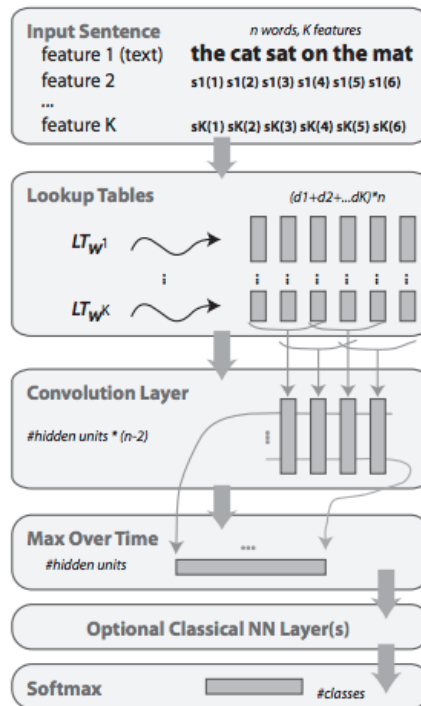 Input Sentence
n words, K features
feature 1 (text) the cat sat on the mat
feature 2 s1(1) s1(2) s1(3) s1(4) s1(5) s1(6)
...
feature K sK(1) sK(2) sK(3) sK(4) sK(5) sK(6)
Lookup Tables
(d1+d2+...dK)*n
LTW1
LTWK
Convolution Layer
#hidden units * (n-2)
Max Over Time
...
#hidden units
Optional Classical NN Layer(s)
Softmax
#classes